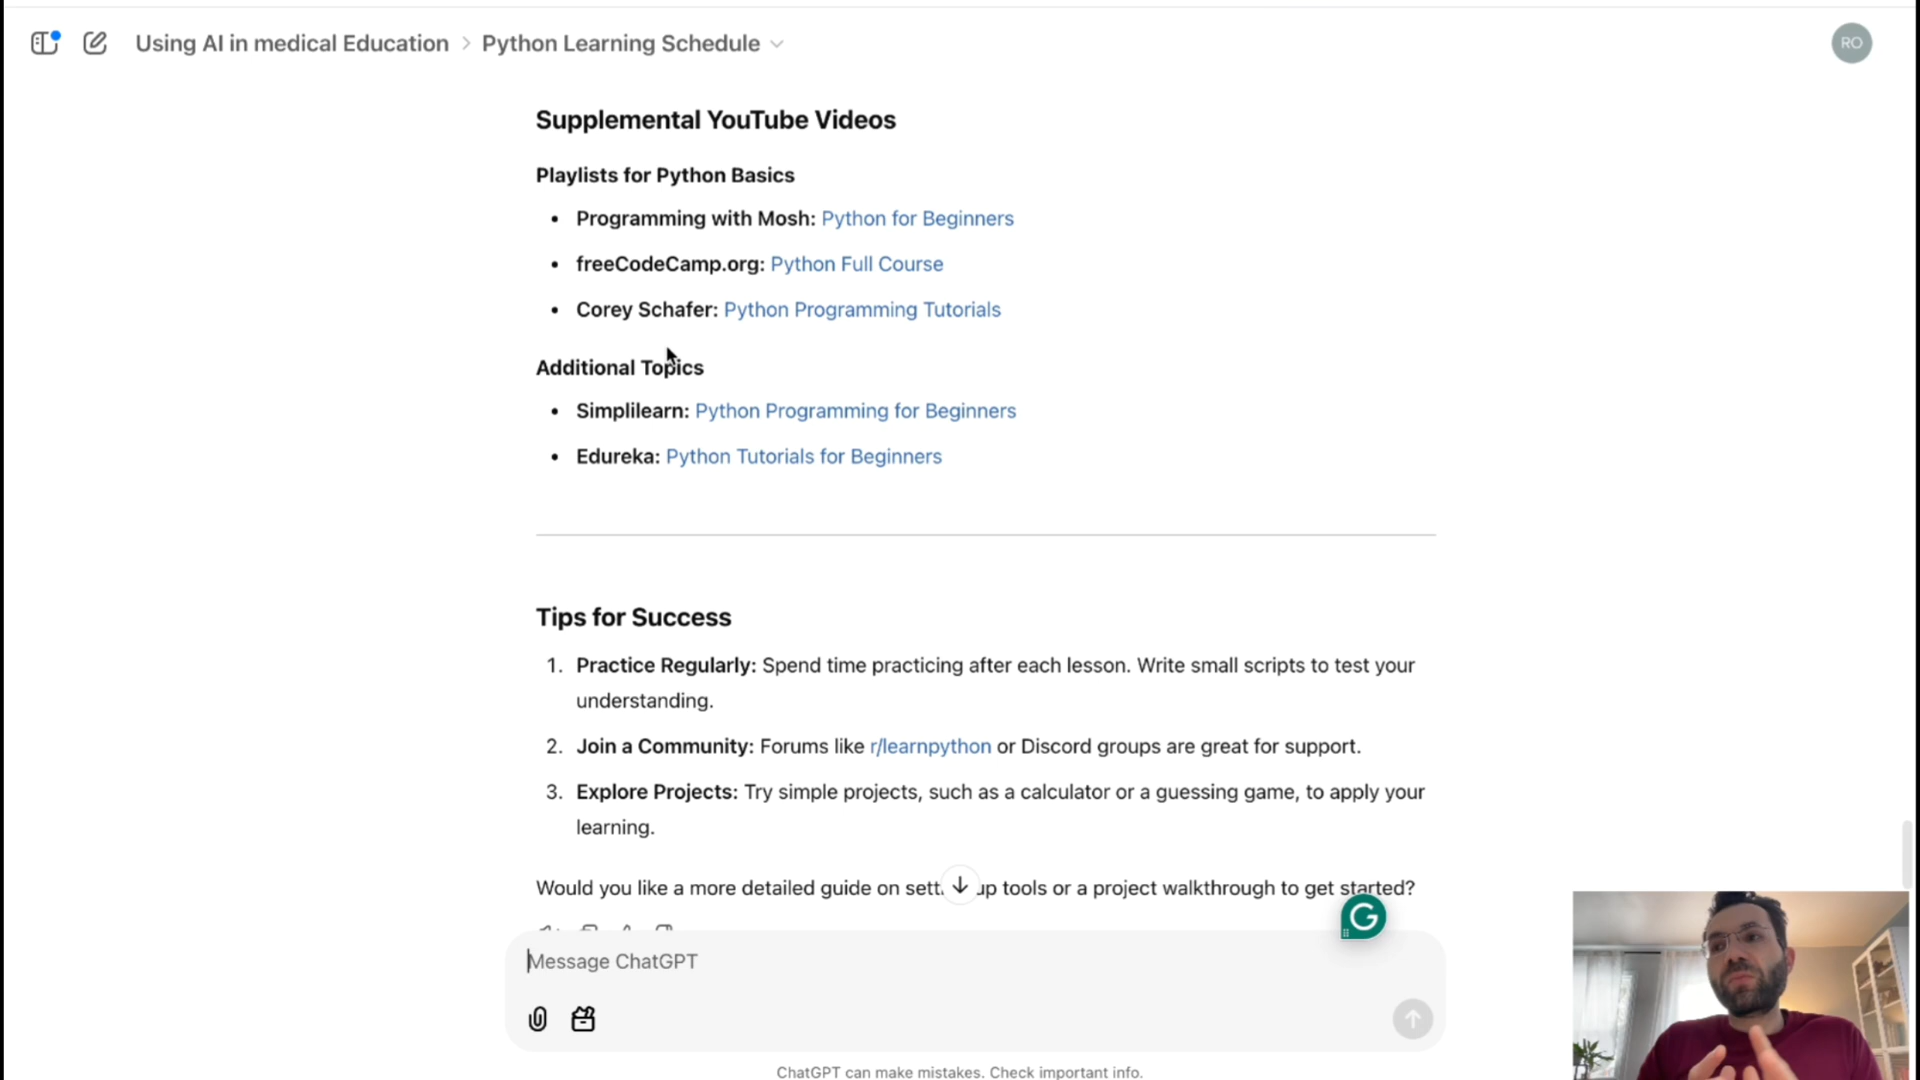 Using AI in medical Education > Python Learning Schedule
RO
Supplemental YouTube Videos
Playlists for Python Basics
• Programming with Mosh: Python for Beginners
• freeCodeCamp.org: Python Full Course
• Corey Schafer: Python Programming Tutorials
Additional Topics
• Simplilearn: Python Programming for Beginners
• Edureka: Python Tutorials for Beginners
Tips for Success
1. Practice Regularly: Spend time practicing after each lesson. Write small scripts to test your
understanding.
2. Join a Community: Forums like r/learnpython or Discord groups are great for support.
3. Explore Projects: Try simple projects, such as a calculator or a guessing game, to apply your
learning.
Would you like a more detailed guide on sett up tools or a project walkthrough to get started?
G
Message ChatGPT
ChatGPT can make mistakes. Check important info.